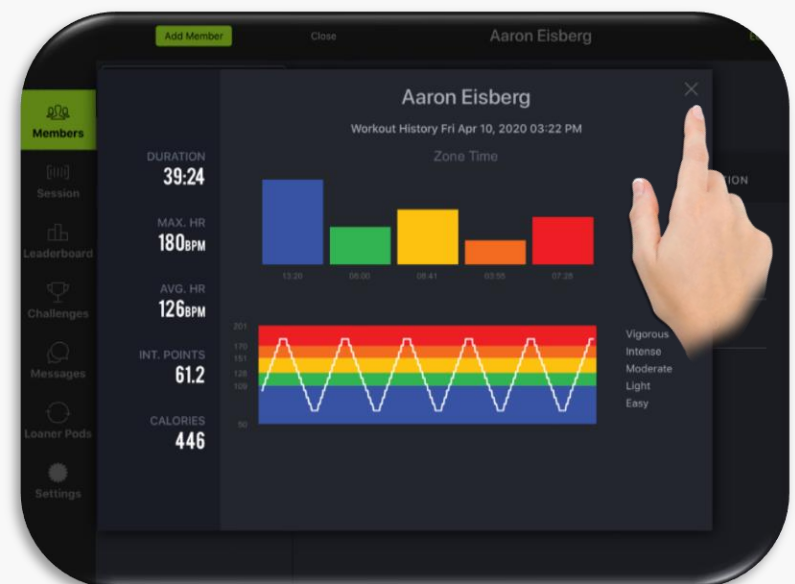 Add Member
Close
Aaron Eisberg
Members
Session
Leaderboard
Challenges
Messages
Loaner Pods
Settings
Aaron Eisberg
Workout History Fri Apr 10, 2020 03:22 PM
Zone Time
DURATION
39:24
MAX. HR
180BPM
AVG. HR
126BPM
INT. POINTS
61.2
CALORIES
446
13:20
06:00
08:41
03:55
07:28
201
170
151
126
109
50
Vigorous
Intense
Moderate
Light
Easy